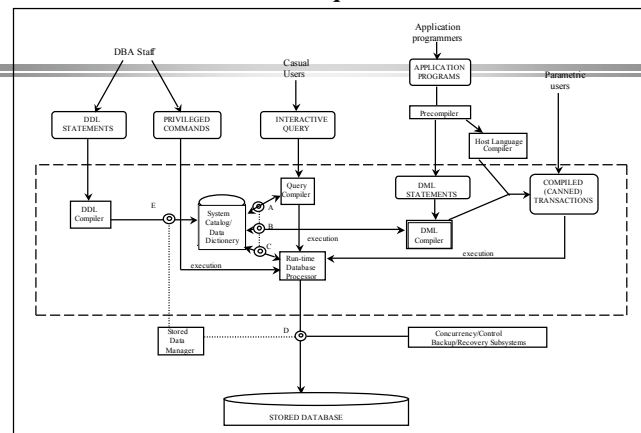 Application
programmers
DBA Staff
Casual
Users
APPLICATION
PROGRAMS
Parametric
users
Precompiler
DDL
STATEMENTS
PRIVILEGED
COMMANDS
INTERACTIVE
QUERY
Host Language
Compiler
Query
Compiler
DML
STATEMENTS
COMPILED
(CANNED)
TRANSACTIONS
DDL
Compiler
E
System
Catalog/
Data
Dictionery
A
B
C
execution
DML
Compiler
Run-time
Database
Processor
execution
execution
D
Stored
Data
Manager
Concurrency/Control
Backup/Recovery Subsystems
STORED DATABASE